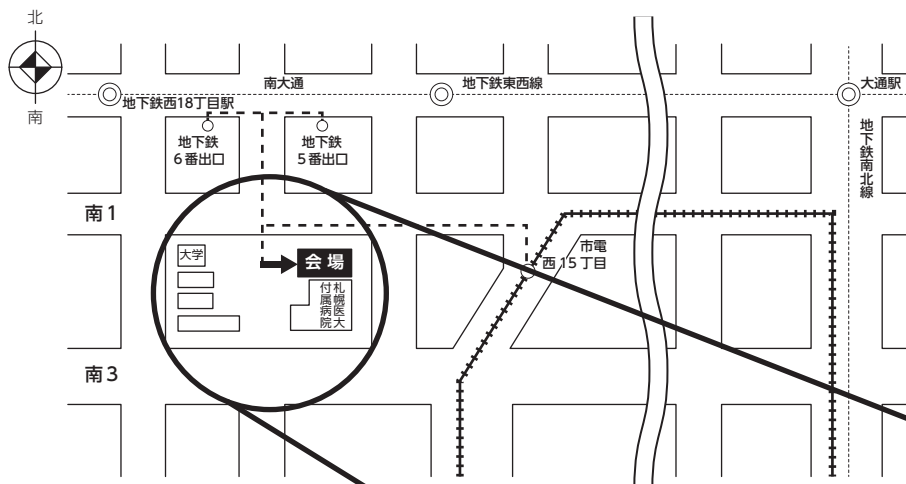 北
南
南大通
地下鉄東西線
大通駅
地下鉄西18丁目駅
地下鉄
6番出口
地下鉄
5番出口
地下鉄南北線
南1
大学
会場
市電
西15丁目
札幌医大
付属病院
南3